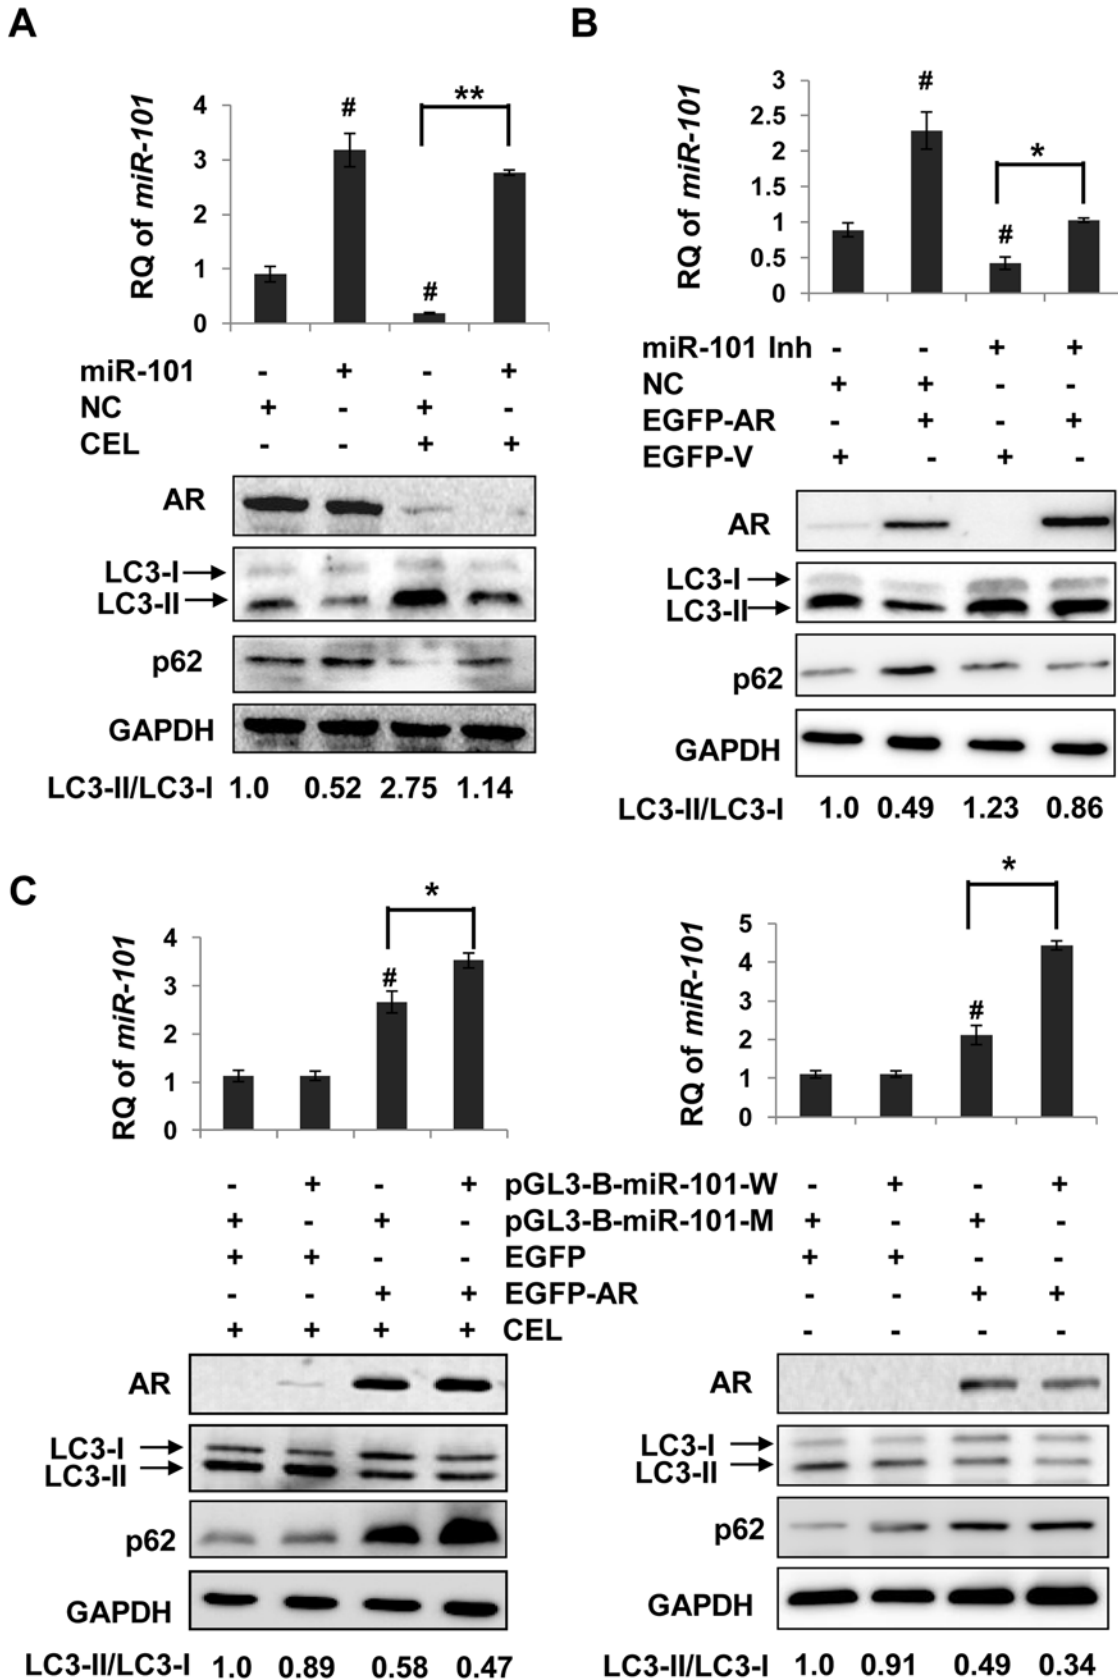 A
RQ of miR-101
4
3
2
1
0
#
#
**
miR-101 - + - +
NC + - + -
CEL - - + +
AR
LC3-I
LC3-II
p62
GAPDH
LC3-II/LC3-I 1.0 0.52 2.75 1.14
B
RQ of miR-101
3
2.5
2
1.5
1
0.5
0
#
#
*
miR-101 Inh - - + +
NC + + - -
EGFP-AR - + - +
EGFP-V + - + -
AR
LC3-I
LC3-II
p62
GAPDH
LC3-II/LC3-I 1.0 0.49 1.23 0.86
C
RQ of miR-101
4
3
2
1
0
#
*
RQ of miR-101
5
4
3
2
1
0
#
*
- + - + pGL3-B-miR-101-W - + - +
+ - + - pGL3-B-miR-101-M + - + -
+ + - - EGFP + + - -
- - + + EGFP-AR - - + +
+ + + + CEL - - - -
AR
LC3-I
LC3-II
p62
GAPDH
LC3-II/LC3-I 1.0 0.89 0.58 0.47
AR
LC3-I
LC3-II
p62
GAPDH
LC3-II/LC3-I 1.0 0.91 0.49 0.34